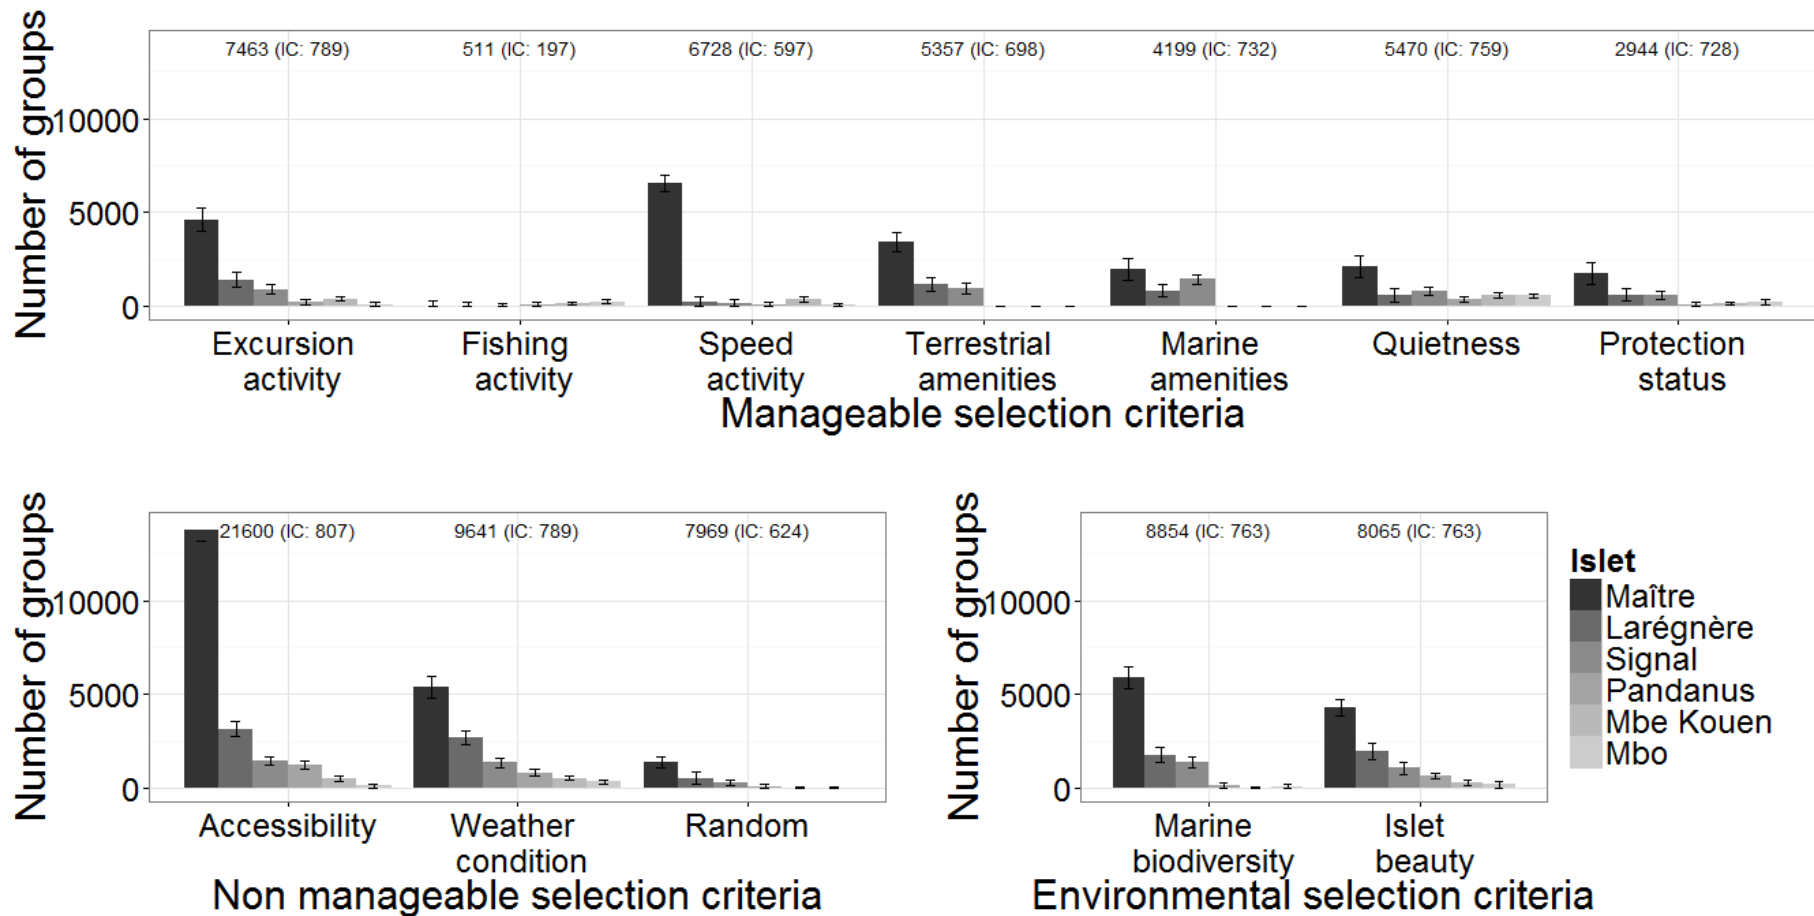 Number of groups
10000
5000
0
7463 (IC: 789)
511 (IC: 197)
6728 (IC: 597)
5357 (IC: 698)
4199 (IC: 732)
5470 (IC: 759)
2944 (IC: 728)
Excursion
activity
Fishing
activity
Speed
activity
Terrestrial
amenities
Marine
amenities
Quietness
Protection
status
Manageable selection criteria
Number of groups
10000
5000
0
21600 (IC: 807)
9641 (IC: 789)
7969 (IC: 624)
Accessibility
Weather
condition
Random
Non manageable selection criteria
Number of groups
10000
5000
0
8854 (IC: 763)
8065 (IC: 763)
Marine
biodiversity
Islet
beauty
Environmental selection criteria
Islet
Maître
Larégnère
Signal
Pandanus
Mbe Kouen
Mbo